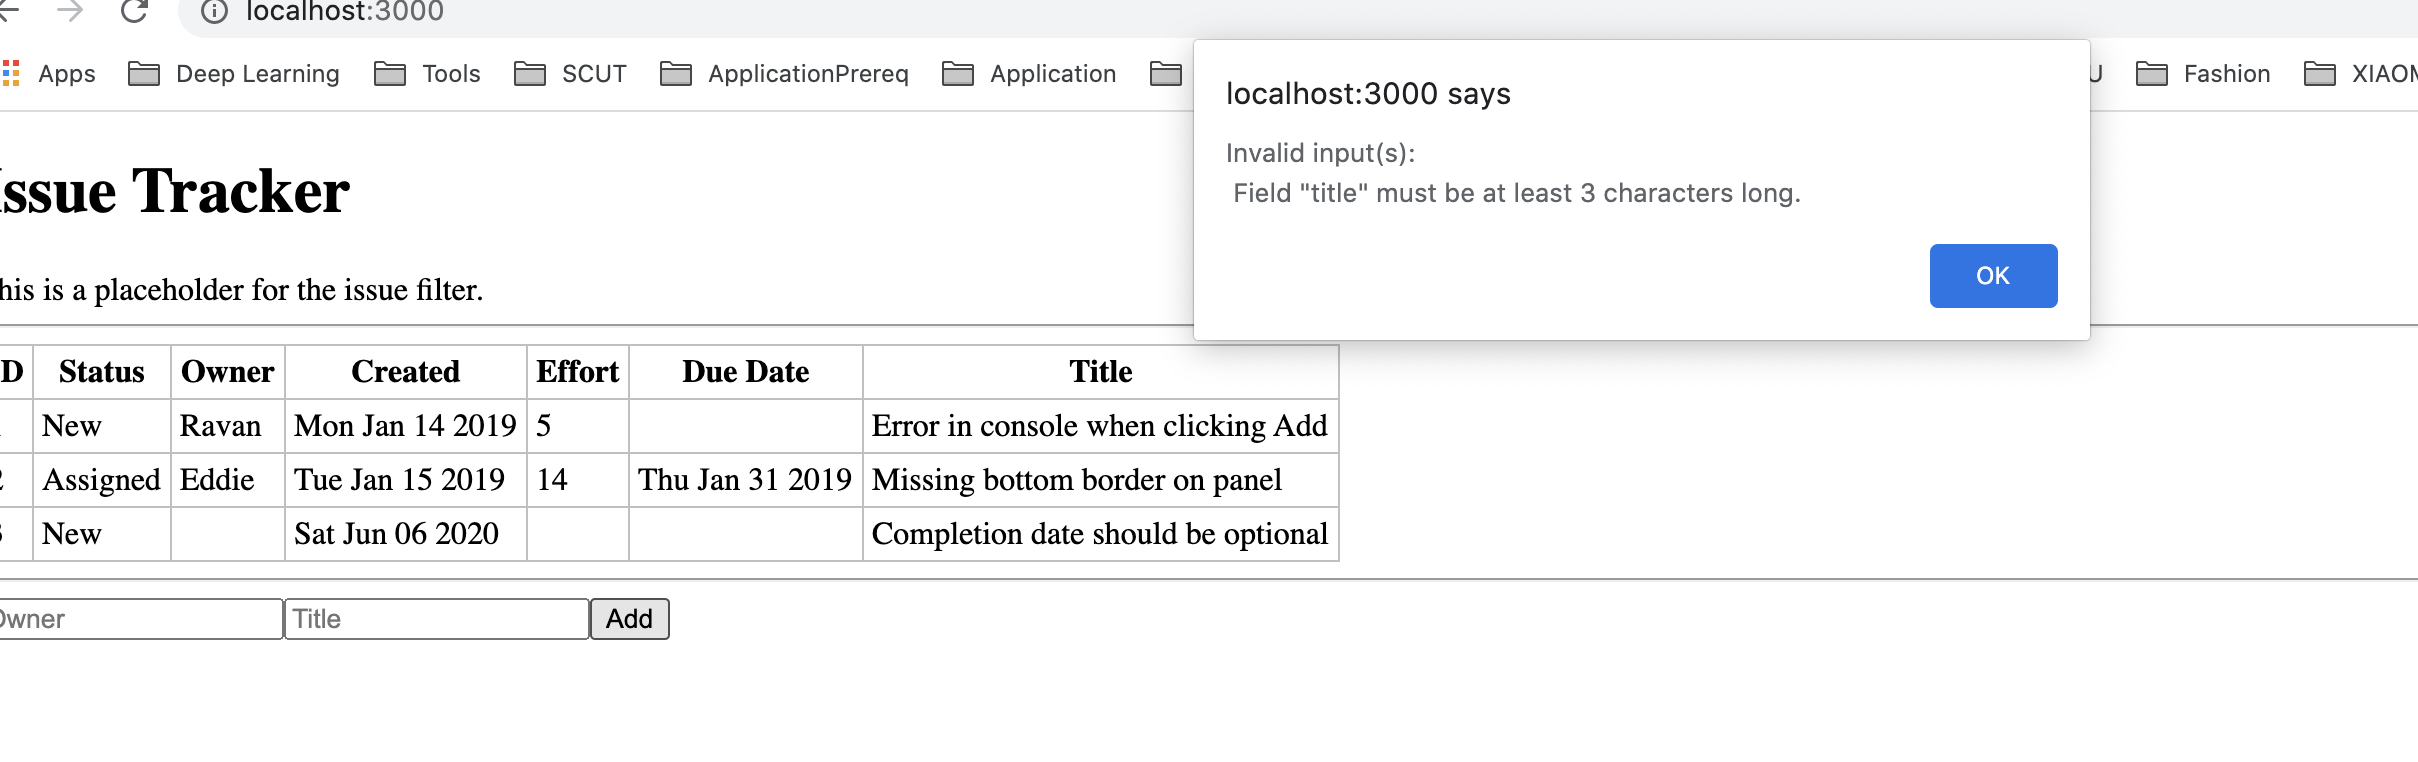 localhost:3000
Apps Deep Learning Tools SCUT ApplicationPrereq Application U Fashion XIAOM
localhost:3000 says
Invalid input(s):
Field "title" must be at least 3 characters long.
OK
ssue Tracker
his is a placeholder for the issue filter.
D Status Owner Created Effort Due Date Title
New Ravan Mon Jan 14 2019 5 Error in console when clicking Add
2 Assigned Eddie Tue Jan 15 2019 14 Thu Jan 31 2019 Missing bottom border on panel
3 New Sat Jun 06 2020 Completion date should be optional
Owner Title Add